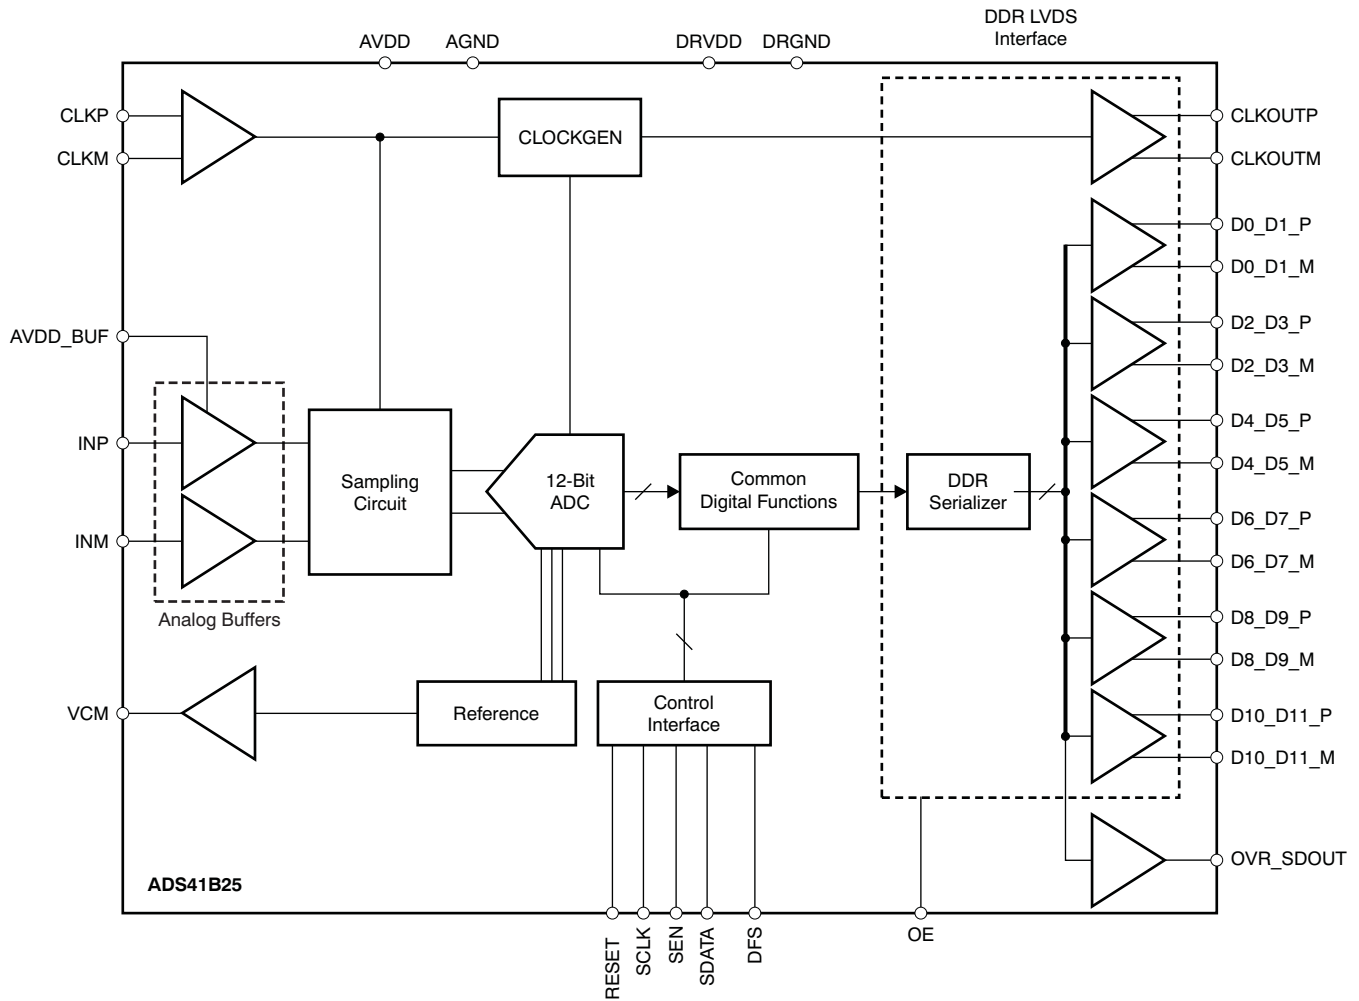 DDR LVDS
Interface
AVDD
AGND
DRVDD
DRGND
CLKP
CLKM
CLOCKGEN
CLKOUTP
CLKOUTM
D0_D1_P
D0_D1_M
AVDD_BUF
D2_D3_P
D2_D3_M
INP
INM
Analog Buffers
Sampling
Circuit
12-Bit
ADC
Common
Digital Functions
DDR
Serializer
D4_D5_P
D4_D5_M
D6_D7_P
D6_D7_M
D8_D9_P
D8_D9_M
VCM
Reference
Control
Interface
D10_D11_P
D10_D11_M
OVR_SDOUT
ADS41B25
RESET
SCLK
SEN
SDATA
DFS
OE